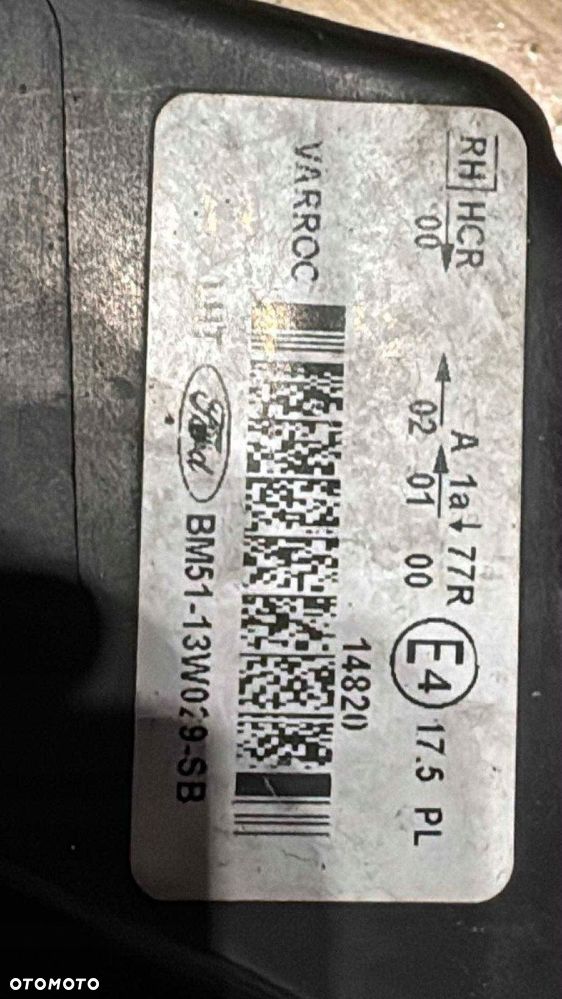 RH HCR A 1a 77R
00 02 01 00
E4
17.5 PL
14820
VARROC
Ford BM51-13W029-SB
OTOMOTO